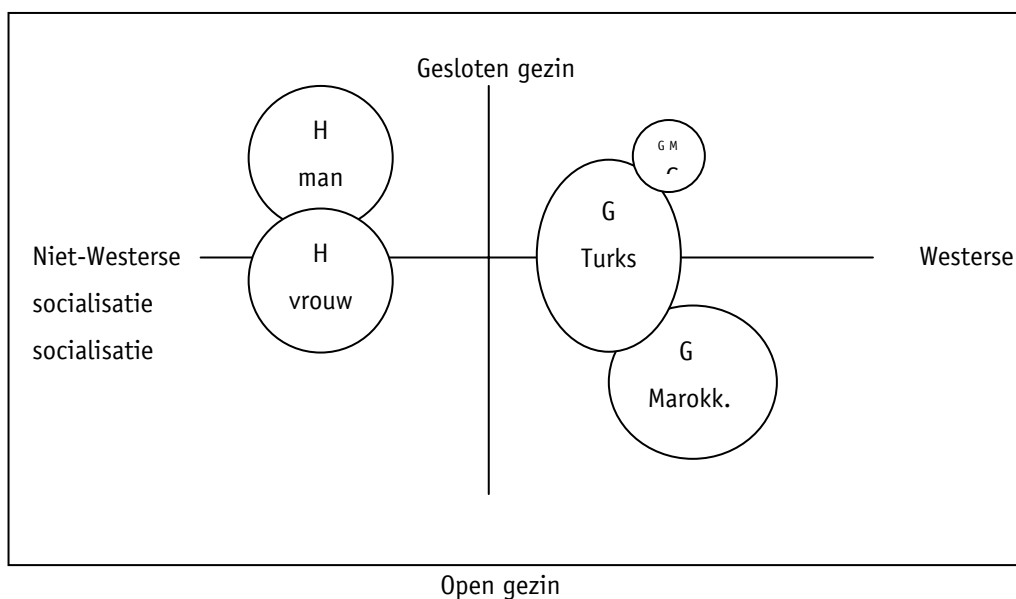 Gesloten gezin
H
man
G M
G
Turks
H
vrouw
Niet-Westerse
socialisatie
socialisatie
Westerse
G
Marokk.
Open gezin